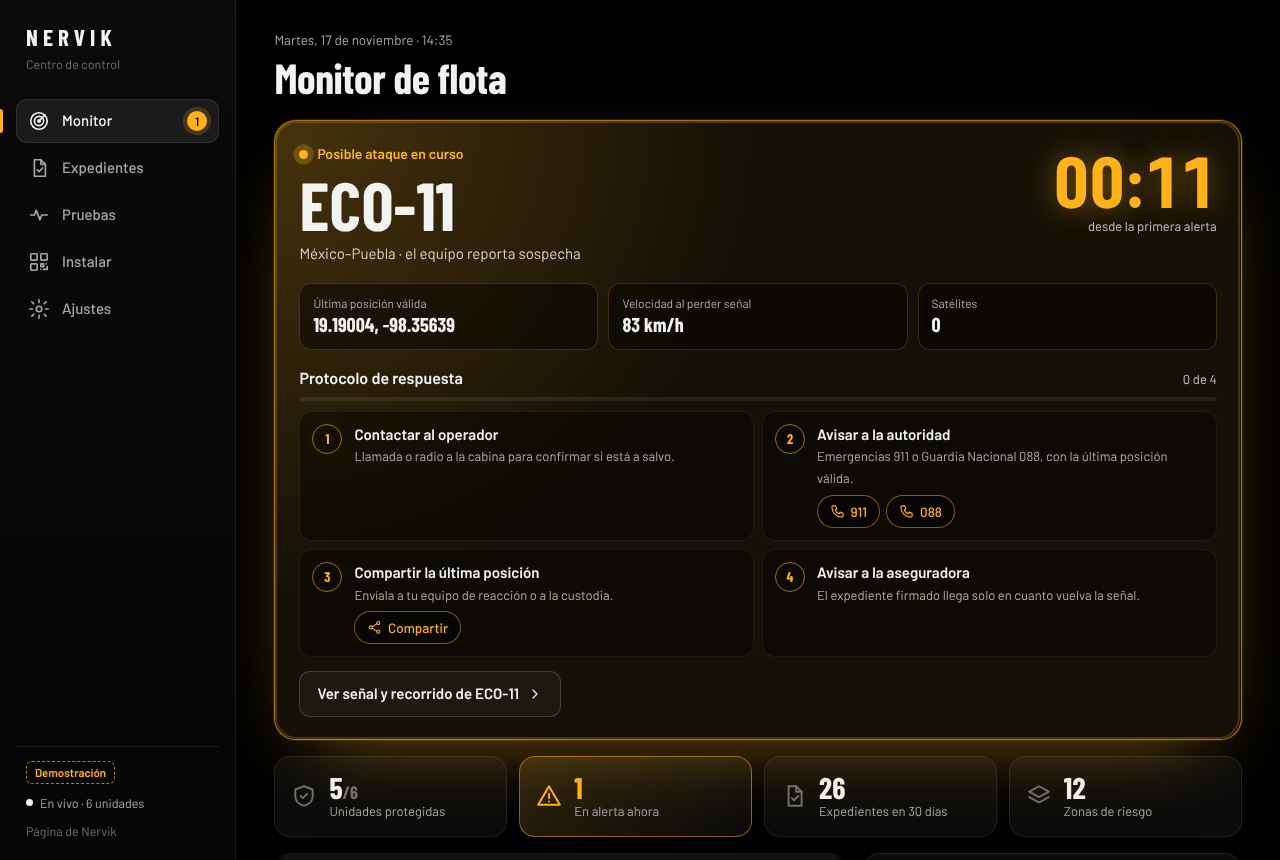 NERVIK
Centro de control
Monitor
1
Expedientes
Pruebas
Instalar
Ajustes
Demostración
En vivo · 6 unidades
Página de Nervik
Martes, 17 de noviembre · 14:35
Monitor de flota
Posible ataque en curso
ECO-11
México–Puebla · el equipo reporta sospecha
00:11
desde la primera alerta
Última posición válida
19.19004, -98.35639
Velocidad al perder señal
83 km/h
Satélites
0
Protocolo de respuesta
0 de 4
1
Contactar al operador
Llamada o radio a la cabina para confirmar si está a salvo.
2
Avisar a la autoridad
Emergencias 911 o Guardia Nacional 088, con la última posición
válida.
911
088
3
Compartir la última posición
Envíala a tu equipo de reacción o a la custodia.
Compartir
4
Avisar a la aseguradora
El expediente firmado llega solo en cuanto vuelva la señal.
Ver señal y recorrido de ECO-11
5/6
Unidades protegidas
1
En alerta ahora
26
Expedientes en 30 días
12
Zonas de riesgo